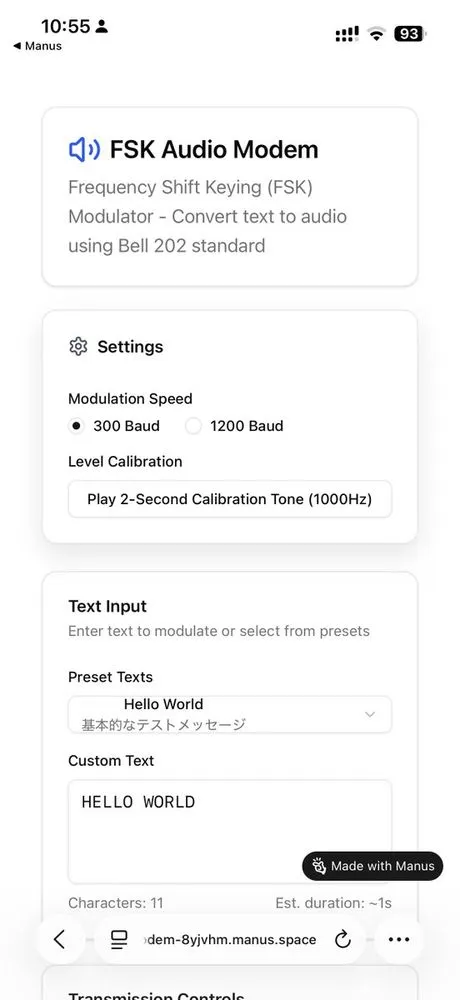 10:55
93
◀ Manus
FSK Audio Modem
Frequency Shift Keying (FSK)
Modulator - Convert text to audio
using Bell 202 standard
Settings
Modulation Speed
300 Baud 1200 Baud
Level Calibration
Play 2-Second Calibration Tone (1000Hz)
Text Input
Enter text to modulate or select from presets
Preset Texts
Hello World
基本的なテストメッセージ
Custom Text
HELLO WORLD
Made with Manus
Characters: 11 Est. duration: ~1s
dem-8yjvhm.manus.space
Transmission Controls